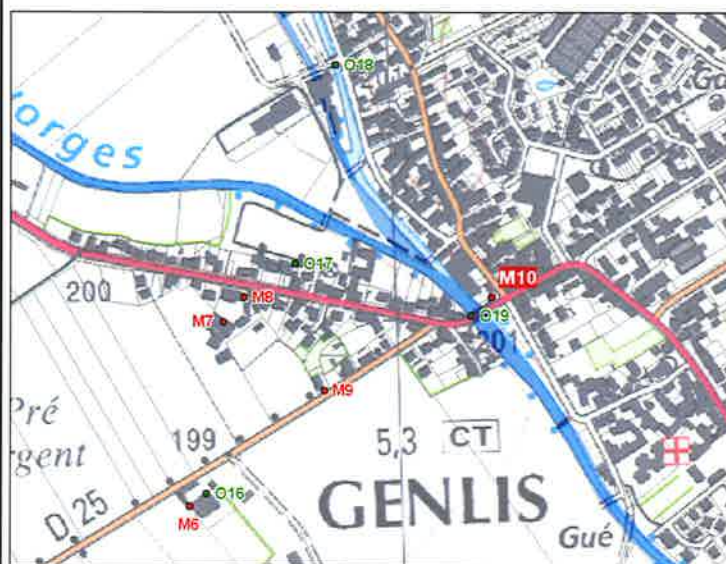 O18
Gu
orges
O17
200
M8
M10
M7
O19
201
M9
Pré
rgent
199
5,3
CT
D 25
O16
M6
GENLIS
Gué